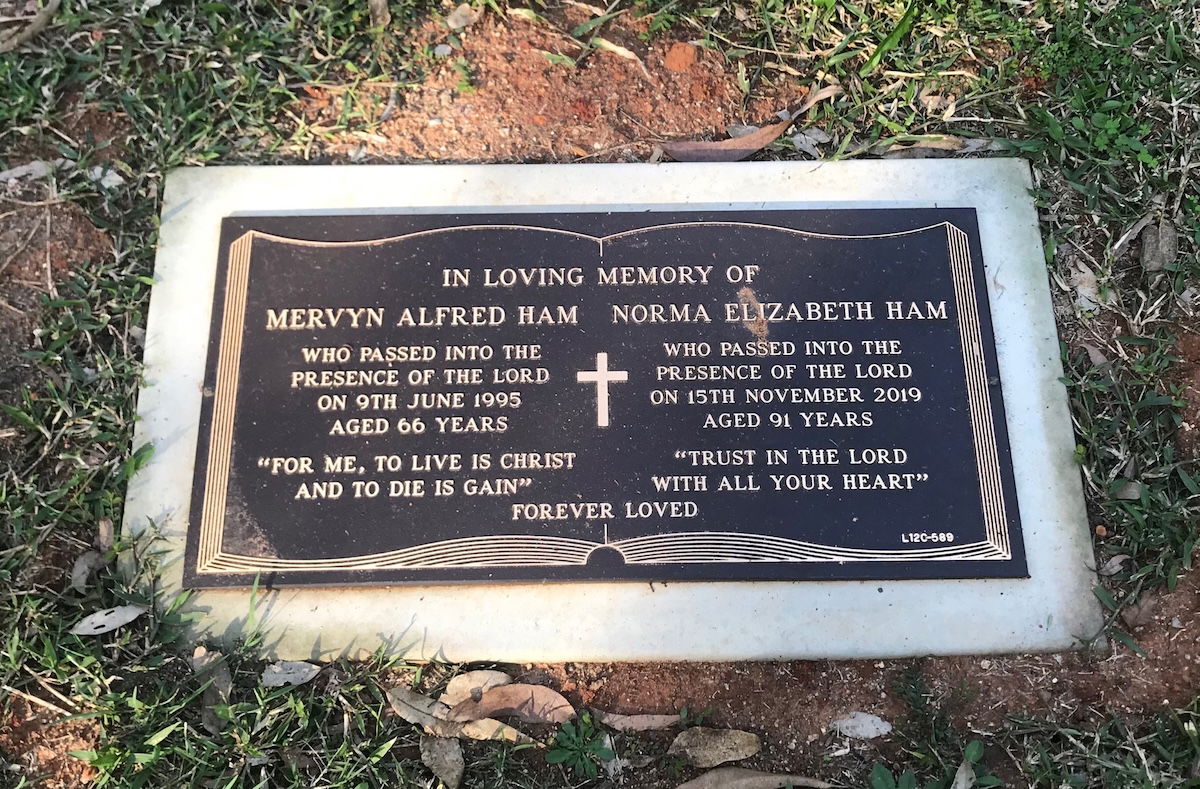 IN LOVING MEMORY OF
MERVYN ALFRED HAM
WHO PASSED INTO THE
PRESENCE OF THE LORD
ON 9TH JUNE 1995
AGED 66 YEARS
"FOR ME, TO LIVE IS CHRIST
AND TO DIE IS GAIN"
NORMA ELIZABETH HAM
WHO PASSED INTO THE
PRESENCE OF THE LORD
ON 15TH NOVEMBER 2019
AGED 91 YEARS
"TRUST IN THE LORD
WITH ALL YOUR HEART"
FOREVER LOVED
L12C-589